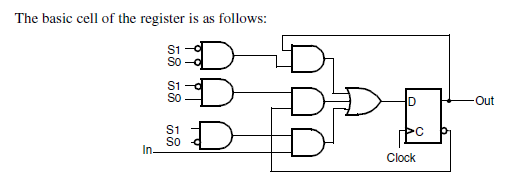 The basic cell of the register is as follows:
S1
S0
S1
S0
S1
S0
In
D
Out
C
Clock